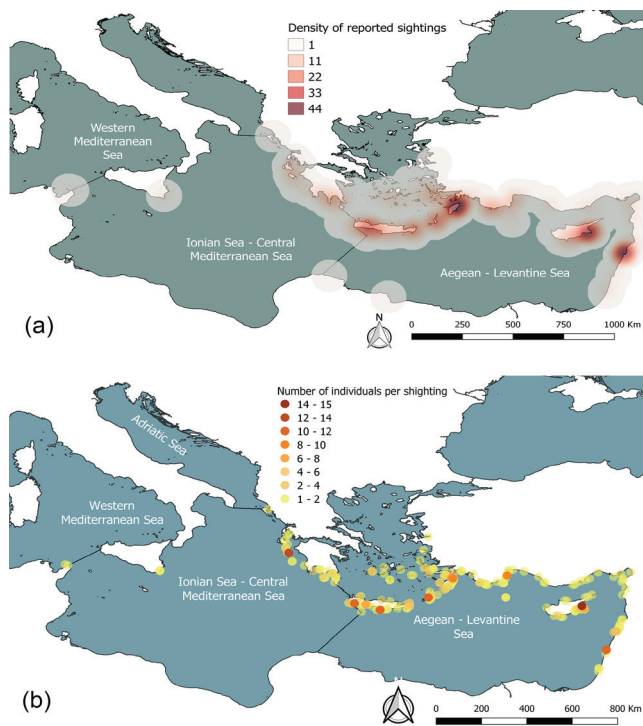 Density of reported sightings
1
11
22
33
44
Western
Mediterranean
Sea
Ionian Sea - Central
Mediterranean Sea
Aegean - Levantine Sea
(a)
N
0 250 500 750 1000 Km
Number of individuals per shighting
14 - 15
12 - 14
10 - 12
8 - 10
6 - 8
4 - 6
2 - 4
1 - 2
Adriatic Sea
Western
Mediterranean Sea
Ionian Sea - Central
Mediterranean Sea
Aegean - Levantine
Sea
(b)
0 200 400 600 800 Km